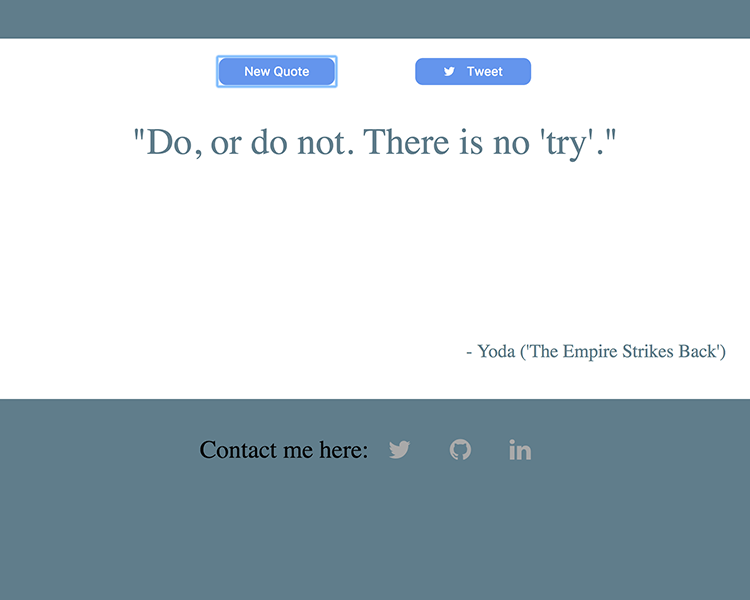 New Quote
Tweet
"Do, or do not. There is no 'try'."
- Yoda ('The Empire Strikes Back')
Contact me here: